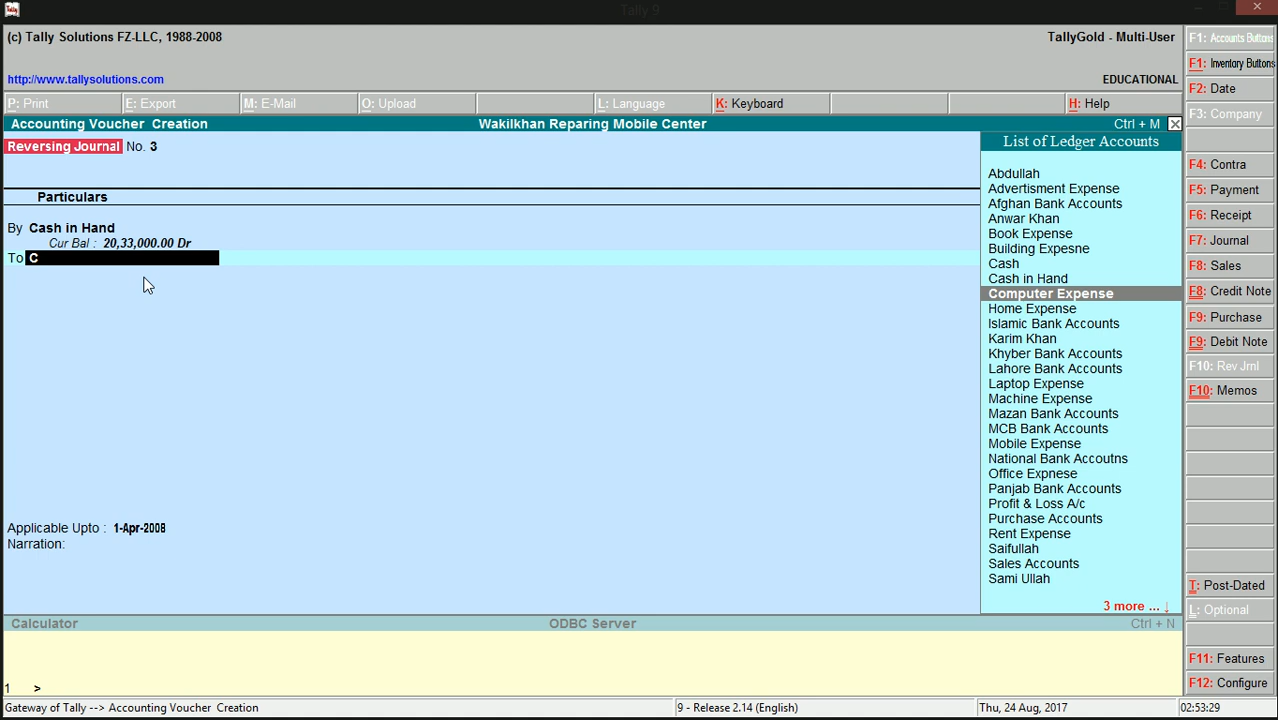 Tally 9
(c) Tally Solutions FZ-LLC, 1988-2008
TallyGold - Multi-User
http://www.tallysolutions.com
EDUCATIONAL
P: Print
E: Export
M: E-Mail
O: Upload
L: Language
K: Keyboard
H: Help
Accounting Voucher Creation
Wakilkhan Reparing Mobile Center
Ctrl + M
Reversing Journal No. 3
Particulars
By Cash in Hand
Cur Bal : 20,33,000.00 Dr
To C
Applicable Upto : 1-Apr-2008
Narration:
List of Ledger Accounts
Abdullah
Advertisment Expense
Afghan Bank Accounts
Anwar Khan
Book Expense
Building Expesne
Cash
Cash in Hand
Computer Expense
Home Expense
Islamic Bank Accounts
Karim Khan
Khyber Bank Accounts
Lahore Bank Accounts
Laptop Expense
Machine Expense
Mazan Bank Accounts
MCB Bank Accounts
Mobile Expense
National Bank Accoutns
Office Expnese
Panjab Bank Accounts
Profit & Loss A/c
Purchase Accounts
Rent Expense
Saifullah
Sales Accounts
Sami Ullah
3 more ... ↓
F1: Accounts Buttons
F1: Inventory Buttons
F2: Date
F3: Company
F4: Contra
F5: Payment
F6: Receipt
F7: Journal
F8: Sales
F8: Credit Note
F9: Purchase
F9: Debit Note
F10: Rev Jrnl
F10: Memos
T: Post-Dated
L: Optional
F11: Features
F12: Configure
Calculator
ODBC Server
Ctrl + N
1 >
Gateway of Tally --> Accounting Voucher Creation
9 - Release 2.14 (English)
Thu, 24 Aug, 2017
02:53:29